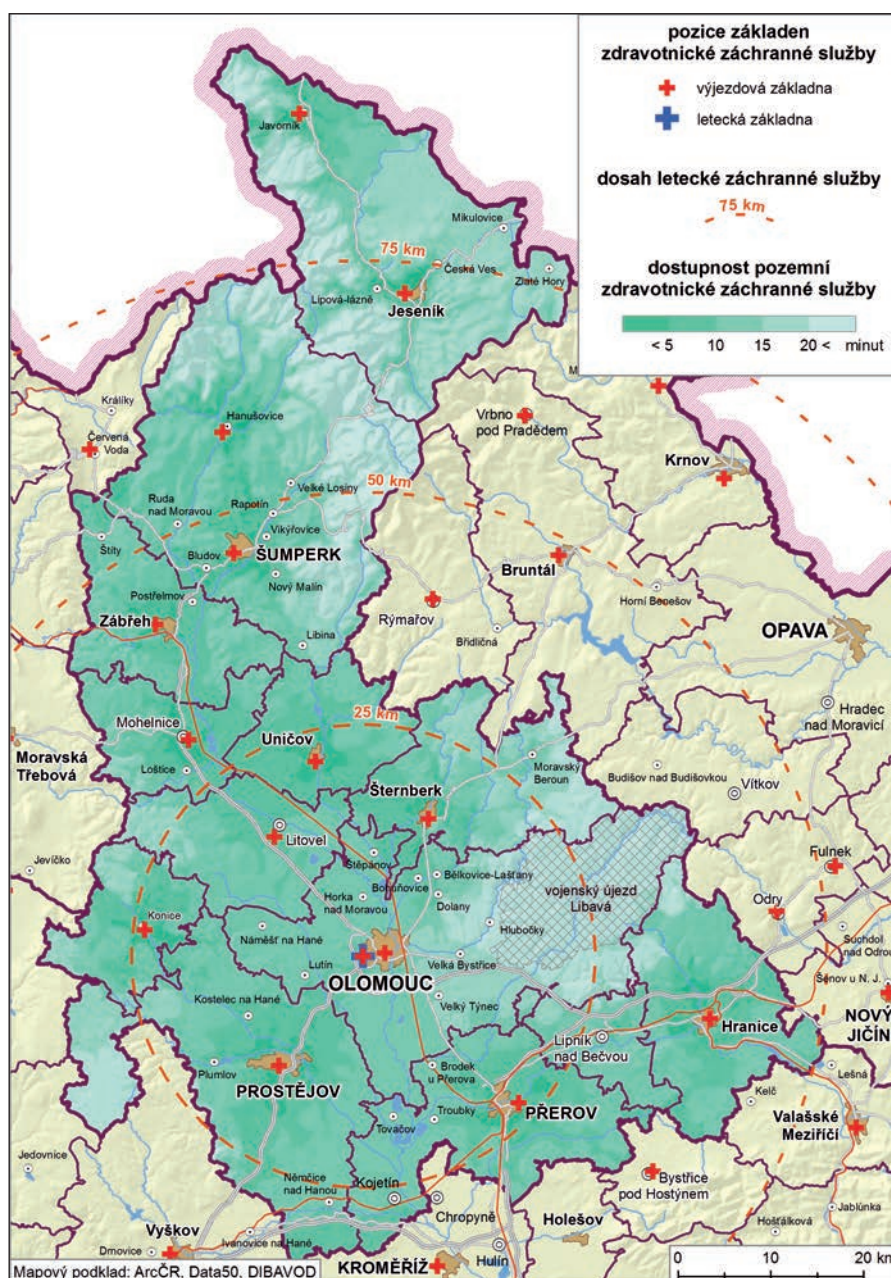 pozice základen
zdravotnické záchranné služby
výjezdová základna
letecká základna
dosah letecké záchranné služby
75 km
dostupnost pozemní
zdravotnické záchranné služby
< 5 10 15 20 < minut
Javorník
Mikulovice
75 km
Česká Ves
Zlaté Hory
Lipová-lázně
Jeseník
Králíky
Hanušovice
Vrbno
pod Pradědem
Červená
Voda
Krnov
Velké Losiny
50 km
Ruda
nad Moravou
Rapotín
Vikýřovice
Štíty
Bludov
ŠUMPERK
Bruntál
Nový Malín
Postřelmov
Horní Benešov
Rýmařov
Zábřeh
Břidličná
OPAVA
Libina
Hradec
nad Moravicí
25 km
Mohelnice
Uničov
Moravská
Třebová
Moravský
Beroun
Budišov nad Budišovkou
Loštice
Vítkov
Šternberk
Litovel
Jevíčko
Štěpánov
Fulnek
Bohuňovice
Bělkovice-Lašťany
vojenský újezd
Libavá
Horka
nad Moravou
Dolany
Odry
Konice
Hlubočky
Náměšť na Hané
Suchdol
nad Odrou
Lutín
OLOMOUC
Velká Bystřice
Šenov u N. J.
Kostelec na Hané
Velký Týnec
NOVÝ
JIČÍN
Hranice
Lipník
nad Bečvou
Plumlov
PROSTĚJOV
Brodek
u Přerova
Lešná
Troubky
PŘEROV
Kelč
Tovačov
Valašské
Meziříčí
Jedovnice
Němčice
nad Hanou
Kojetín
Bystřice
pod Hostýnem
Chropyně
Holešov
Jablůnka
Vyškov
Ivanovice na Hané
Hošťálková
Drnovice
Hulín
KROMĚŘÍŽ
0 10 20 km
Mapový podklad: ArcČR, Data50, DIBAVOD